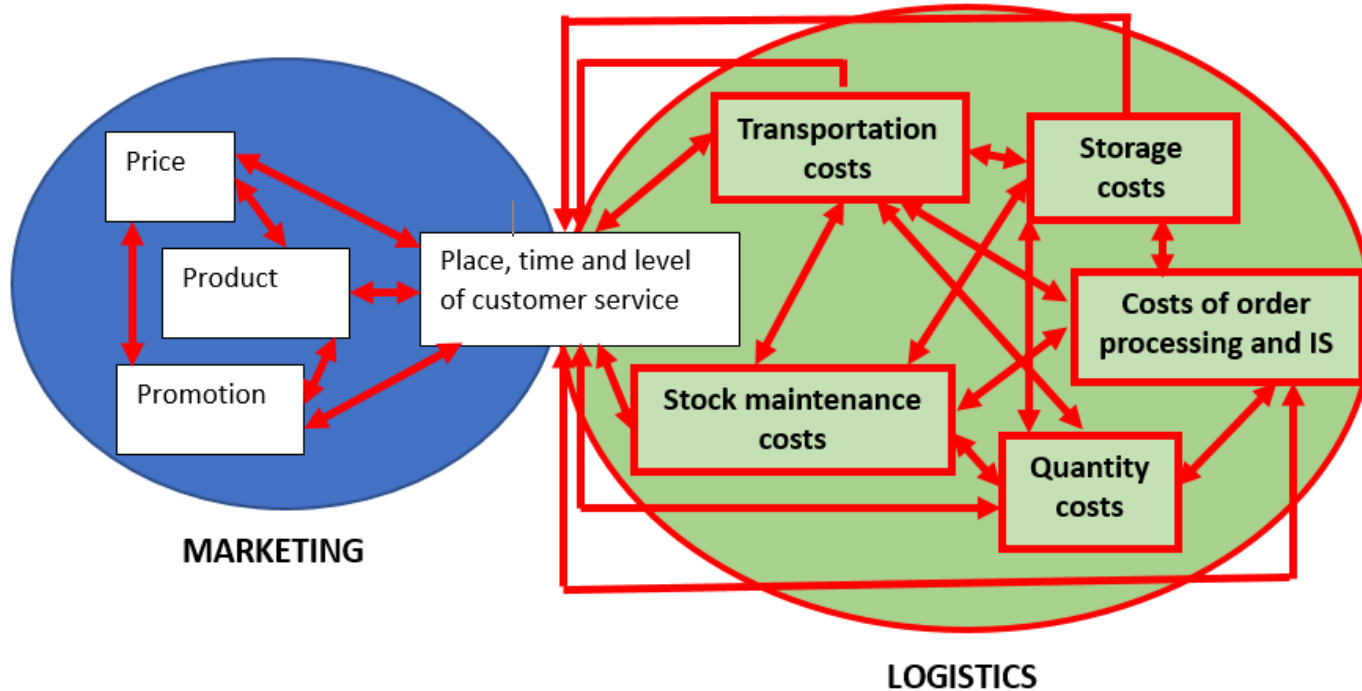 Price
Product
Promotion
Place, time and level
of customer service
Transportation
costs
Storage
costs
Costs of order
processing and IS
Stock maintenance
costs
Quantity
costs
MARKETING
LOGISTICS